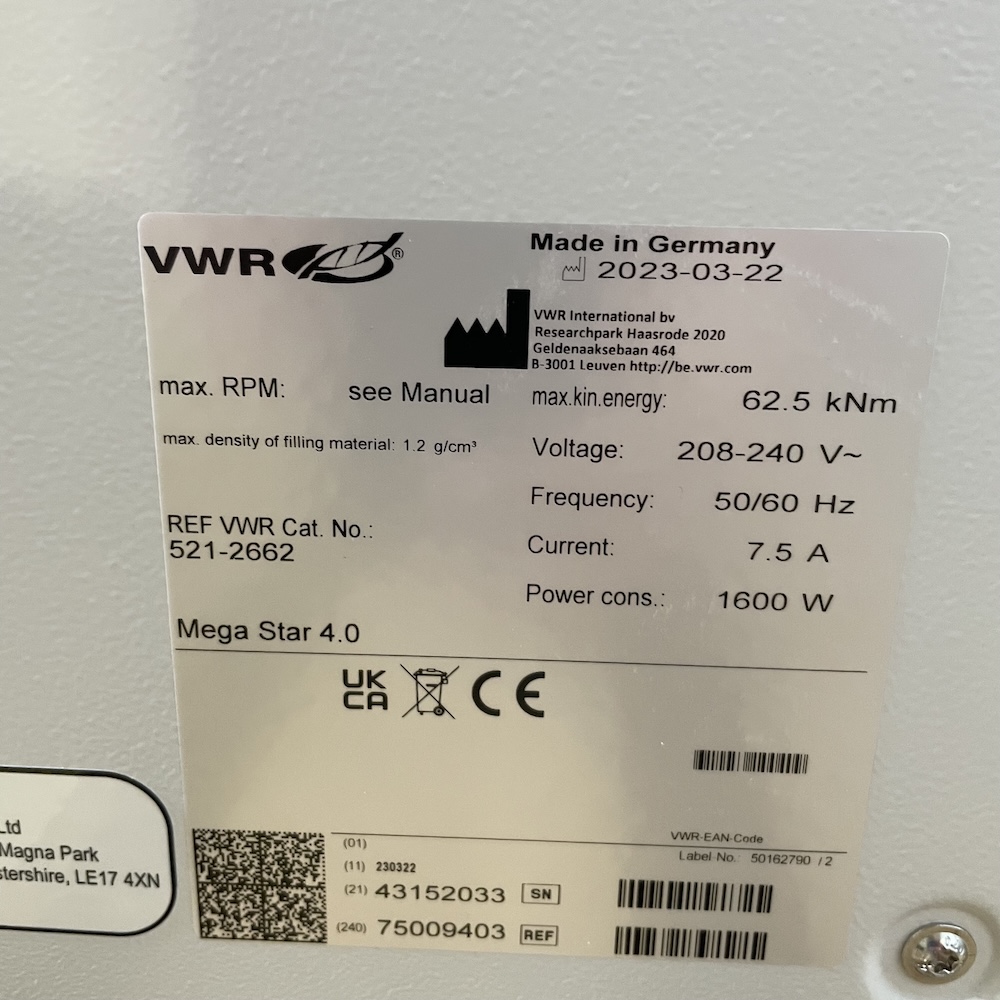 VWR ®
Made in Germany
2023-03-22
VWR International bv
Researchpark Haasrode 2020
Geldenaaksebaan 464
B-3001 Leuven http://be.vwr.com
max. RPM: see Manual
max.kin.energy: 62.5 kNm
max. density of filling material: 1.2 g/cm³
Voltage: 208-240 V~
Frequency: 50/60 Hz
REF VWR Cat. No.:
521-2662
Current: 7.5 A
Power cons.: 1600 W
Mega Star 4.0
UK
CA
CE
VWR-EAN-Code
(01)
Label-No.: 50162790 /2
(11) 230322
(21) 43152033 SN
(240) 75009403 REF
Ltd
Magna Park
stershire, LE17 4XN